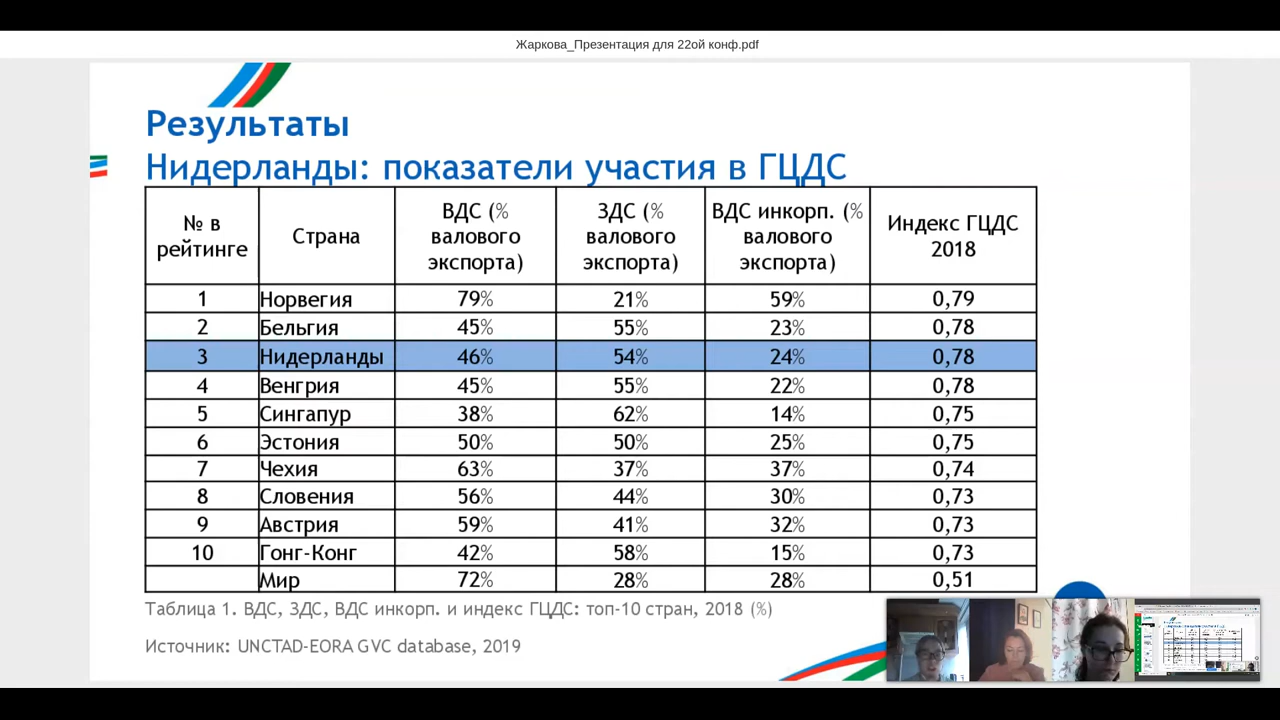 Жаркова_Презентация для 22ой конф.pdf
Результаты
Нидерланды: показатели участия в ГЦДС
№ в рейтинге Страна ВДС (% валового экспорта) ЗДС (% валового экспорта) ВДС инкорп. (% валового экспорта) Индекс ГЦДС 2018
1 Норвегия 79% 21% 59% 0,79
2 Бельгия 45% 55% 23% 0,78
3 Нидерланды 46% 54% 24% 0,78
4 Венгрия 45% 55% 22% 0,78
5 Сингапур 38% 62% 14% 0,75
6 Эстония 50% 50% 25% 0,75
7 Чехия 63% 37% 37% 0,74
8 Словения 56% 44% 30% 0,73
9 Австрия 59% 41% 32% 0,73
10 Гонг-Конг 42% 58% 15% 0,73
Мир 72% 28% 28% 0,51
Таблица 1. ВДС, ЗДС, ВДС инкорп. и индекс ГЦДС: топ-10 стран, 2018 (%)
Источник: UNCTAD-EORA GVC database, 2019